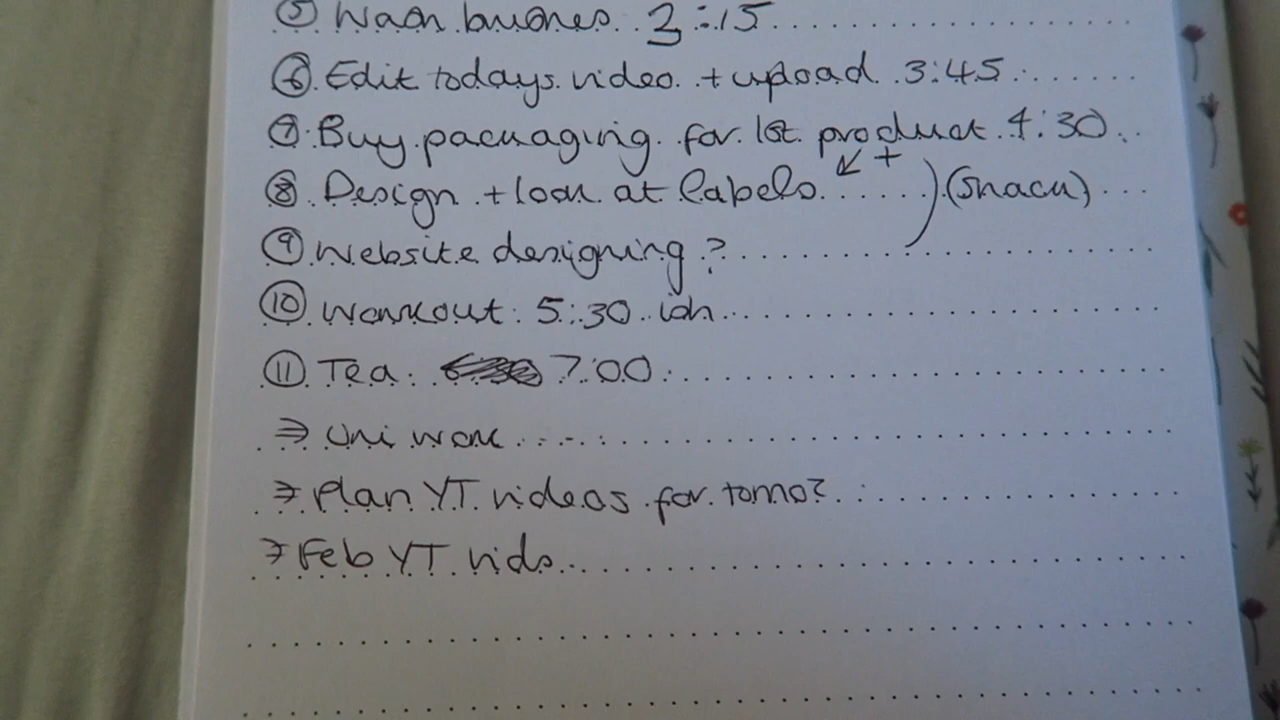 ⑤ Wash brushes 3:15
⑥ Edit todays video + upload 3:45
⑦ Buy packaging for 1st product 4:30
⑧ Design + look at labels ↙ + (Snack)
⑨ Website designing?
⑩ Workout 5:30 ish
⑪ Tea 7:00
⇒ Uni work
⇒ Plan YT videos for tomo?
⇒ Feb YT vids